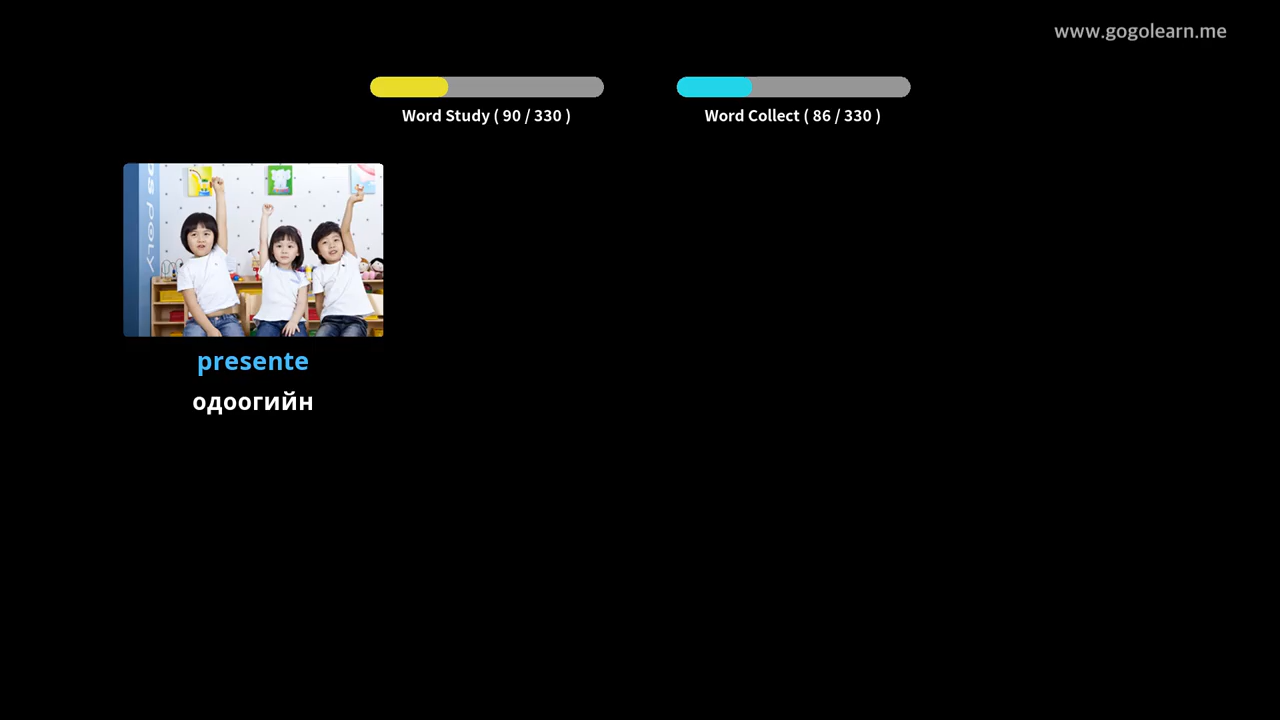 www.gogolearn.me
Word Study ( 90 / 330 )
Word Collect ( 86 / 330 )
presente
одоогийн